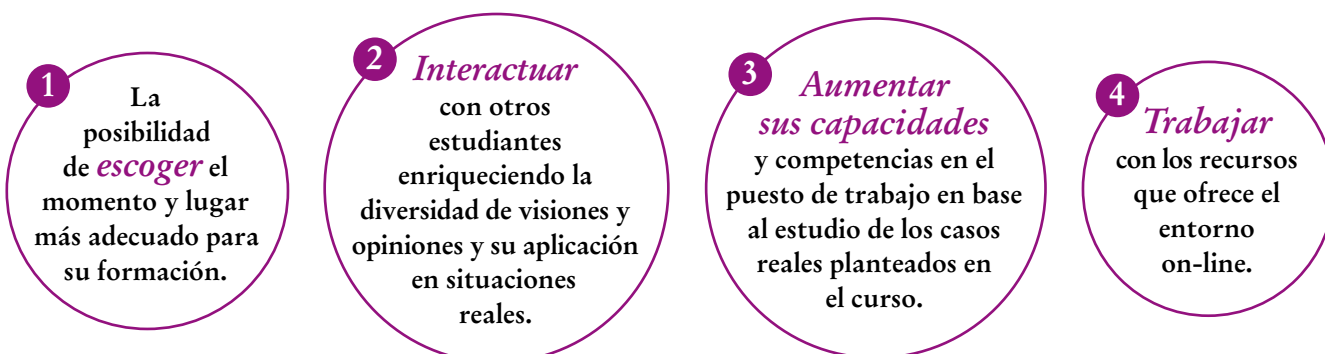 1
La
posibilidad
de escoger el
momento y lugar
más adecuado para
su formación.
2
Interactuar
con otros
estudiantes
enriqueciendo la
diversidad de visiones y
opiniones y su aplicación
en situaciones
reales.
3
Aumentar
sus capacidades
y competencias en el
puesto de trabajo en base
al estudio de los casos
reales planteados en
el curso.
4
Trabajar
con los recursos
que ofrece el
entorno
on-line.